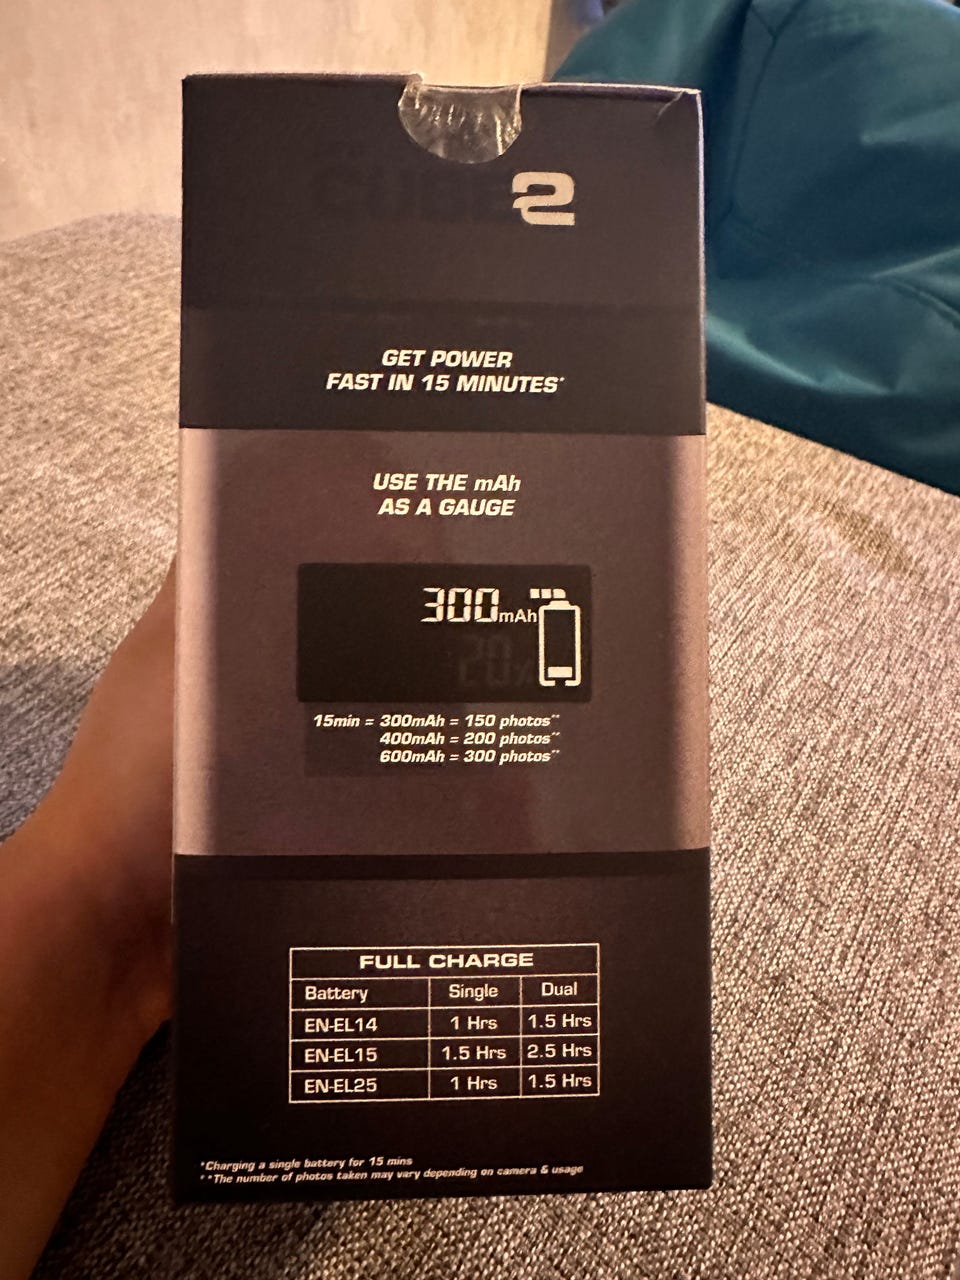 CUBE2
GET POWER
FAST IN 15 MINUTES*
USE THE mAh
AS A GAUGE
300mAh
20%
15min = 300mAh = 150 photos**
400mAh = 200 photos**
600mAh = 300 photos**
FULL CHARGE
Battery Single Dual
EN-EL14 1 Hrs 1.5 Hrs
EN-EL15 1.5 Hrs 2.5 Hrs
EN-EL25 1 Hrs 1.5 Hrs
*Charging a single battery for 15 mins
**The number of photos taken may vary depending on camera & usage